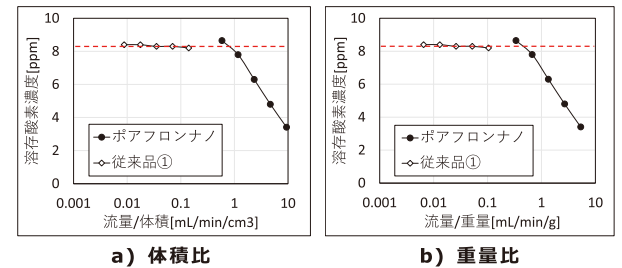 溶存酸素濃度[ppm]
10
8
6
4
2
0
ポアフロンナノ
従来品①
0.001 0.01 0.1 1 10
流量/体積[mL/min/cm3]
a) 体積比
溶存酸素濃度[ppm]
10
8
6
4
2
0
ポアフロンナノ
従来品①
0.001 0.01 0.1 1 10
流量/重量[mL/min/g]
b) 重量比